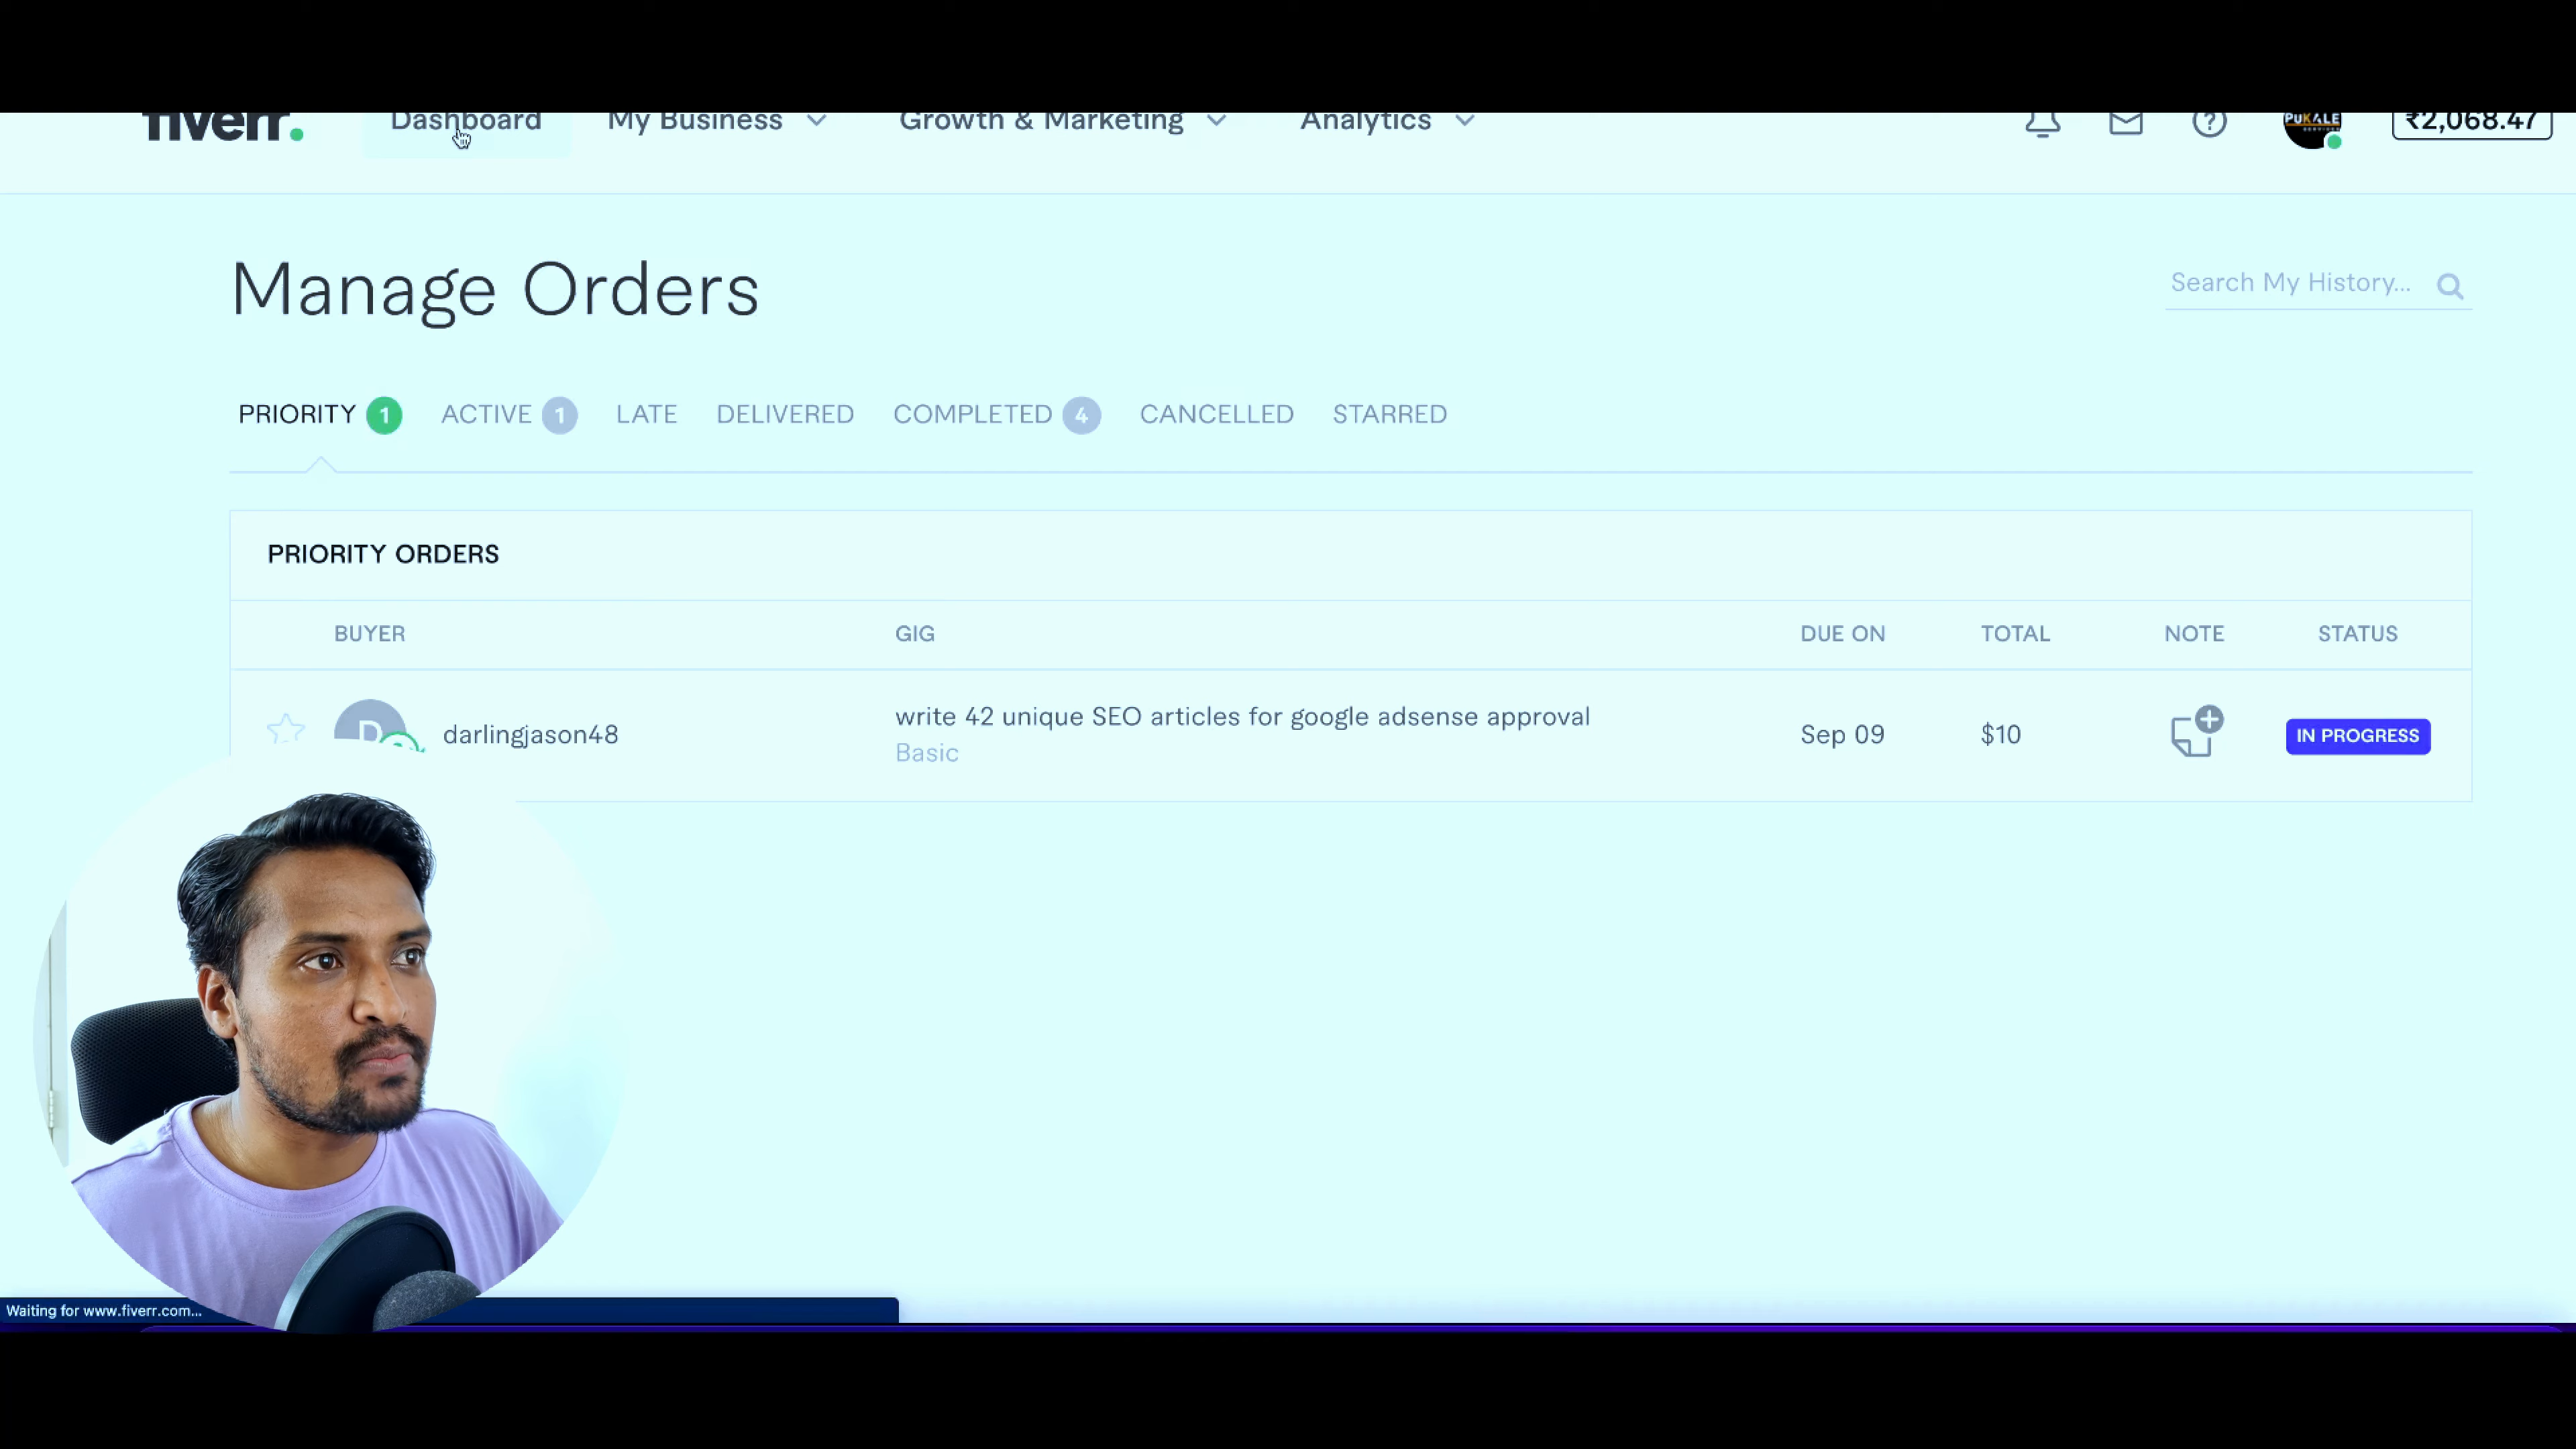 fiverr.
Dashboard My Business Growth & Marketing Analytics PUKALE ₹2,068.47
Manage Orders
Search My History...
PRIORITY 1 ACTIVE 1 LATE DELIVERED COMPLETED 4 CANCELLED STARRED
PRIORITY ORDERS
BUYER GIG DUE ON TOTAL NOTE STATUS
D darlingjason48 write 42 unique SEO articles for google adsense approval Sep 09 $10 IN PROGRESS
Basic
Waiting for www.fiverr.com...